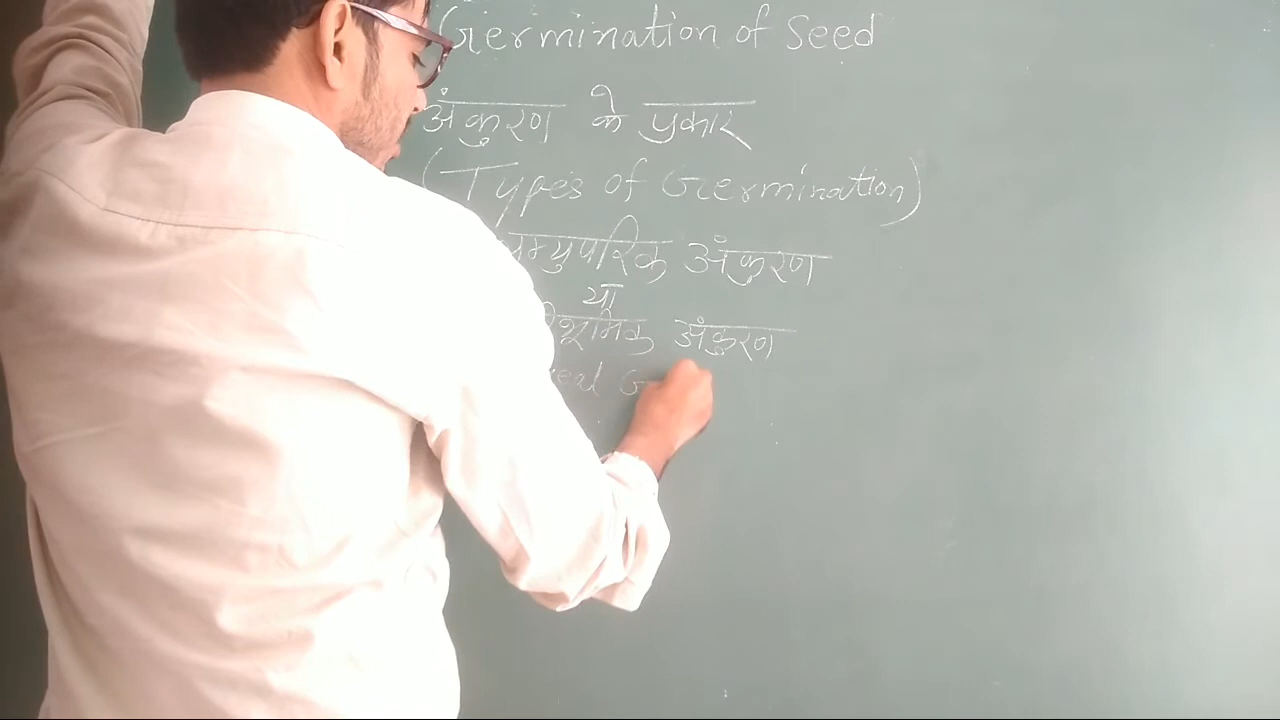 Germination of Seed
अंकुरण के प्रकार
(Types of Germination)
अंकुरण
या
अंकुरण